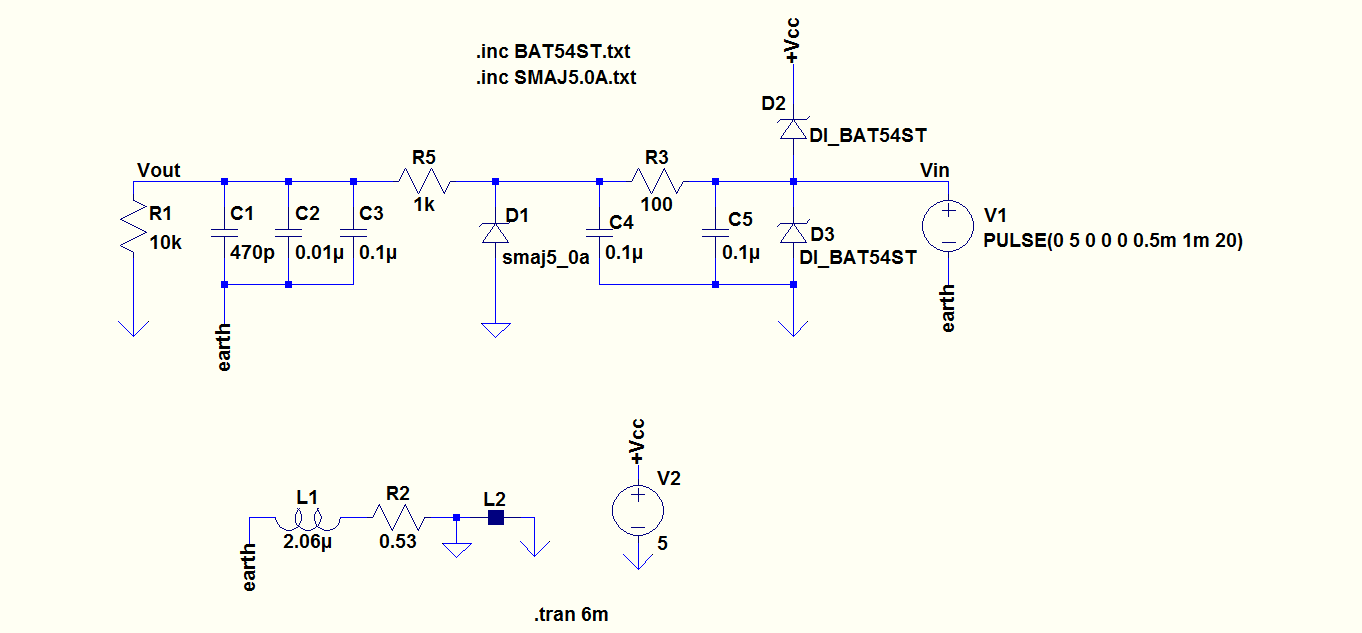 .inc BAT54ST.txt
.inc SMAJ5.0A.txt
+Vcc
D2
DI_BAT54ST
Vout
R5
1k
R3
100
Vin
R1
10k
C1
470p
C2
0.01µ
C3
0.1µ
D1
smaj5_0a
C4
0.1µ
C5
0.1µ
D3
DI_BAT54ST
V1
PULSE(0 5 0 0 0 0.5m 1m 20)
earth
earth
L1
2.06µ
R2
0.53
L2
earth
+Vcc
V2
5
.tran 6m